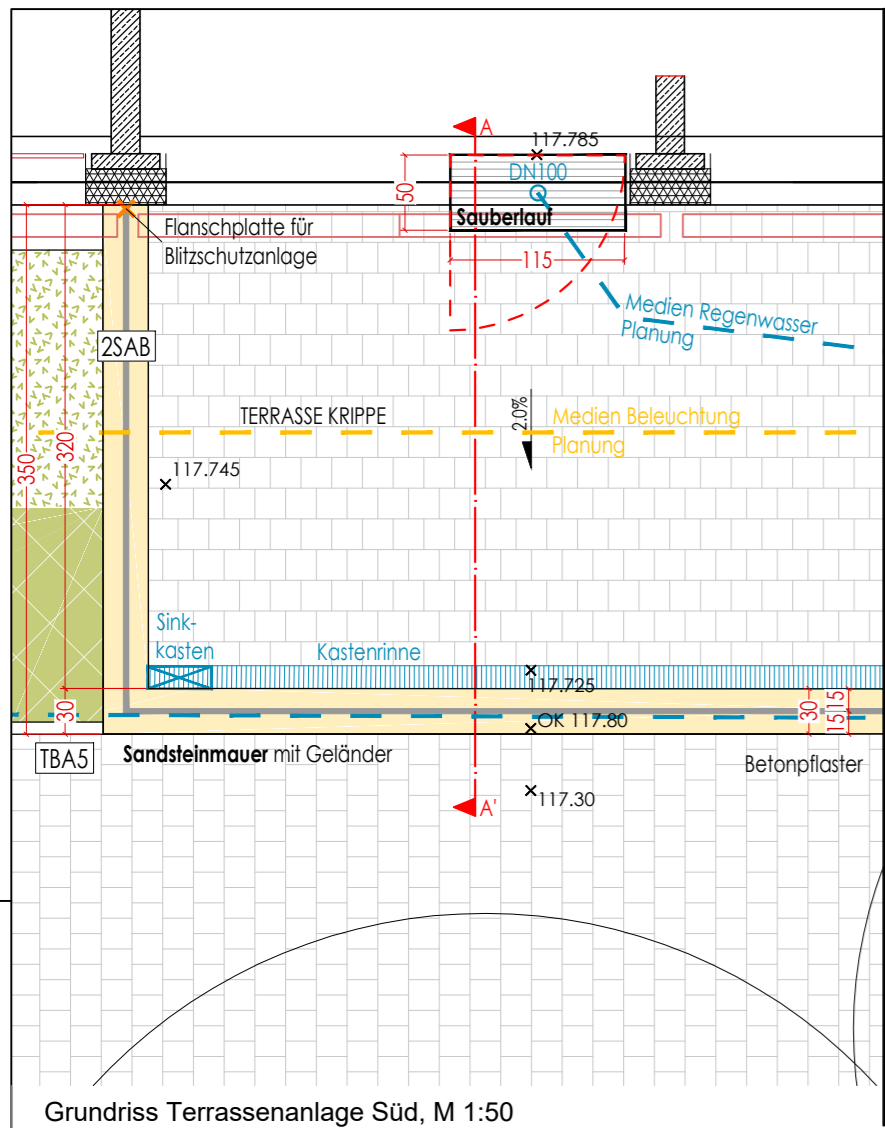 A
117.785
DN100
50
Sauberlauf
Flanschplatte für
Blitzschutzanlage
115
Medien Regenwasser
Planung
2SAB
TERRASSE KRIPPE
2.0%
Medien Beleuchtung
Planung
320
350
117.745
Sink-
kasten
Kastenrinne
117.725
30
OK 117.80
30
15
15
TBA5
Sandsteinmauer mit Geländer
Betonpflaster
117.30
A'
Grundriss Terrassenanlage Süd, M 1:50